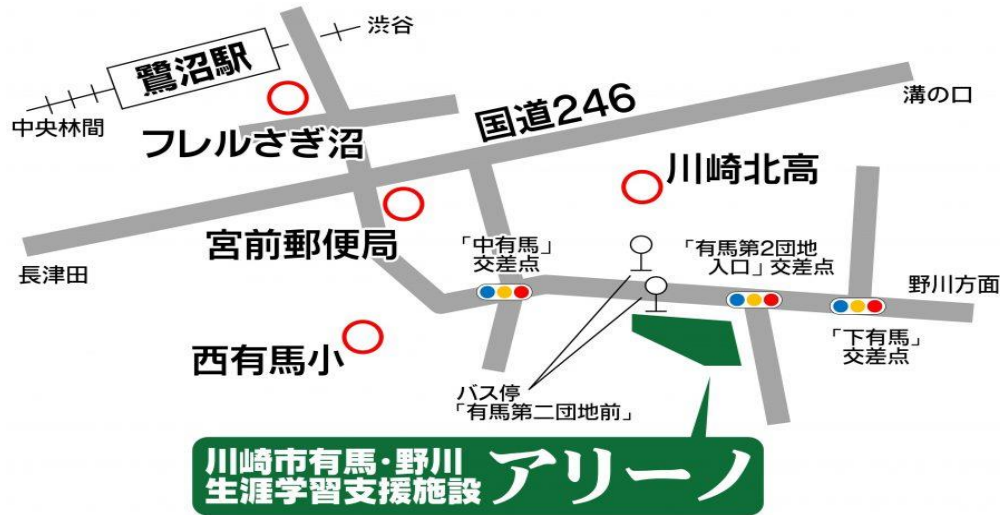 渋谷
鷺沼駅
中央林間
フレルさぎ沼
国道246
溝の口
川崎北高
宮前郵便局
長津田
「中有馬」
交差点
「有馬第2団地
入口」交差点
野川方面
西有馬小
「下有馬」
交差点
バス停
「有馬第二団地前」
川崎市有馬・野川
生涯学習支援施設
アリーノ